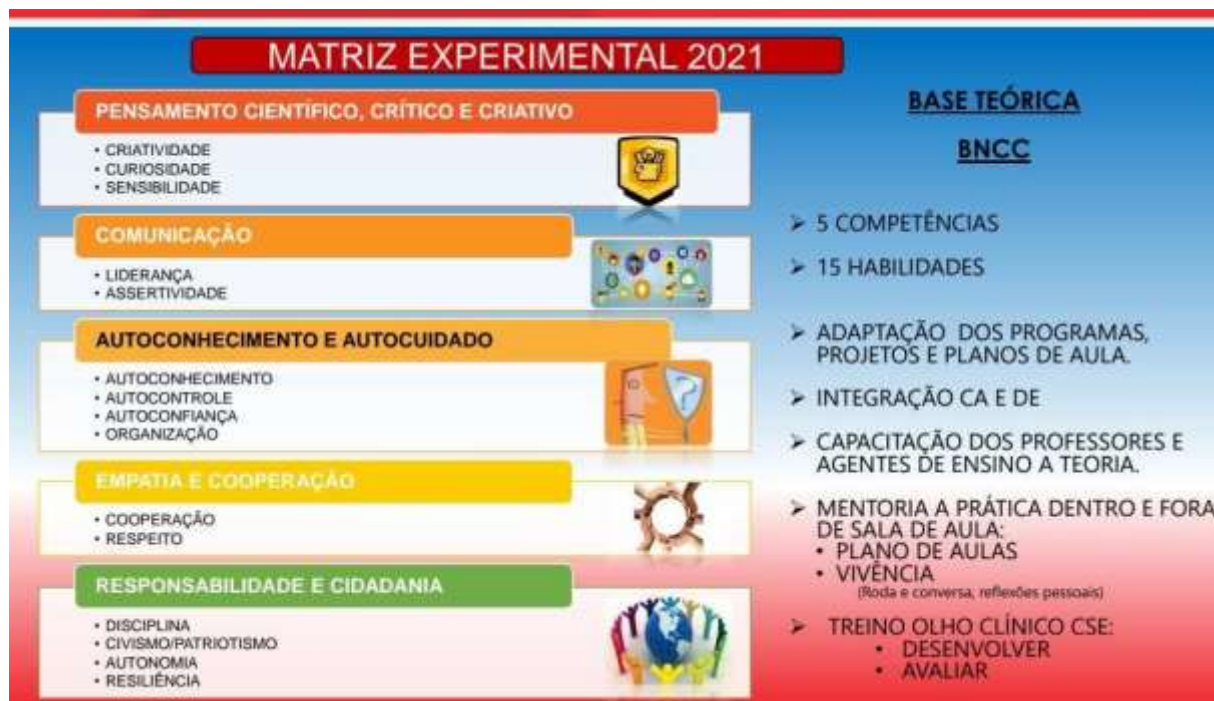 MATRIZ EXPERIMENTAL 2021
PENSAMENTO CIENTÍFICO, CRÍTICO E CRIATIVO
• CRIATIVIDADE
• CURIOSIDADE
• SENSIBILIDADE
COMUNICAÇÃO
• LIDERANÇA
• ASSERTIVIDADE
AUTOCONHECIMENTO E AUTOCUIDADO
• AUTOCONHECIMENTO
• AUTOCONTROLE
• AUTOCONFIANÇA
• ORGANIZAÇÃO
EMPATIA E COOPERAÇÃO
• COOPERAÇÃO
• RESPEITO
RESPONSABILIDADE E CIDADANIA
• DISCIPLINA
• CIVISMO/PATRIOTISMO
• AUTONOMIA
• RESILIÊNCIA
BASE TEÓRICA
BNCC
➢ 5 COMPETÊNCIAS
➢ 15 HABILIDADES
➢ ADAPTAÇÃO DOS PROGRAMAS,
PROJETOS E PLANOS DE AULA.
➢ INTEGRAÇÃO CA E DE
➢ CAPACITAÇÃO DOS PROFESSORES E
AGENTES DE ENSINO A TEORIA.
➢ MENTORIA A PRÁTICA DENTRO E FORA
DE SALA DE AULA:
• PLANO DE AULAS
• VIVÊNCIA
(Roda e conversa, reflexões pessoais)
➢ TREINO OLHO CLÍNICO CSE:
• DESENVOLVER
• AVALIAR